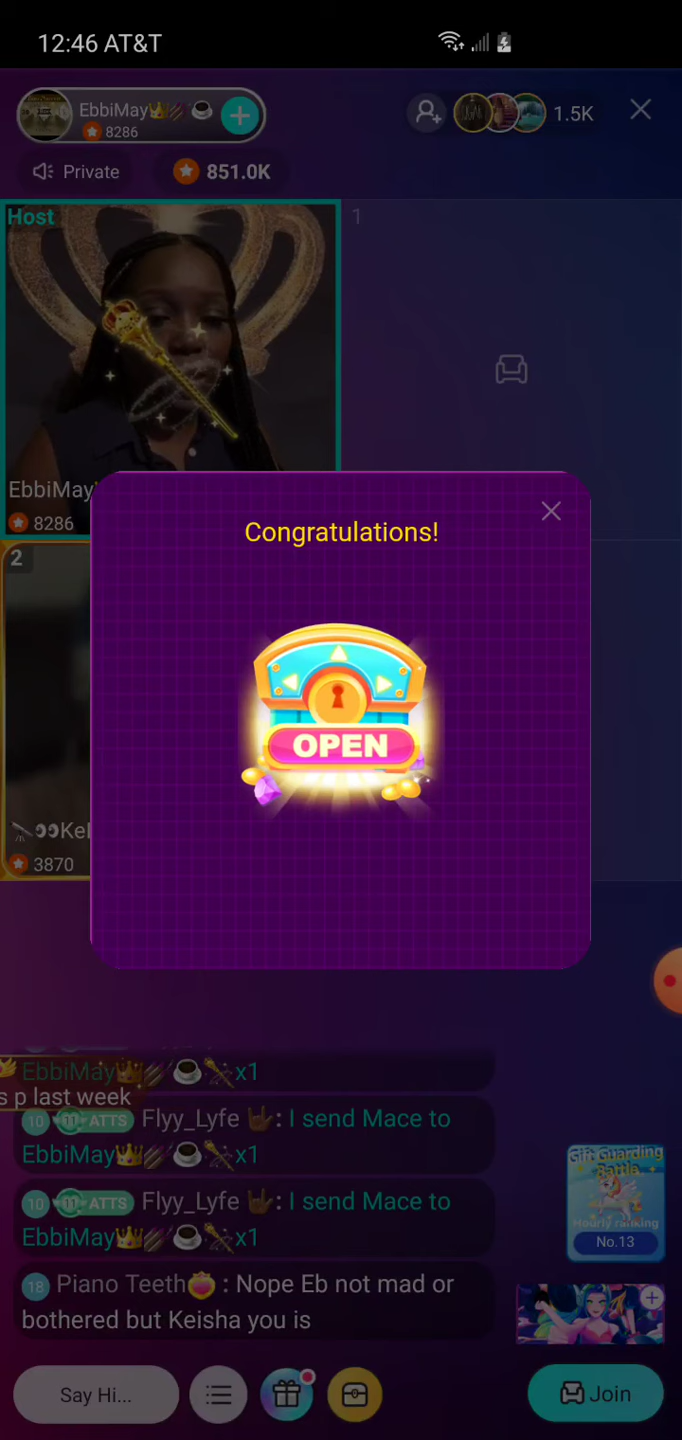 12:46 AT&T
EbbiMay👑💅🏾☕
8286
1.5K
Private
851.0K
Host
1
EbbiMay
8286
Congratulations!
2
OPEN
3870
EbbiMay👑💅🏾☕x1
s p last week
10 ATTS Flyy_Lyfe 🤘🏾: I send Mace to
EbbiMay👑💅🏾☕x1
10 ATTS Flyy_Lyfe 🤘🏾: I send Mace to
EbbiMay👑💅🏾☕x1
Gift Guarding
Battle
Hourly ranking
No.13
18 Piano Teeth : Nope Eb not mad or
bothered but Keisha you is
Say Hi...
Join